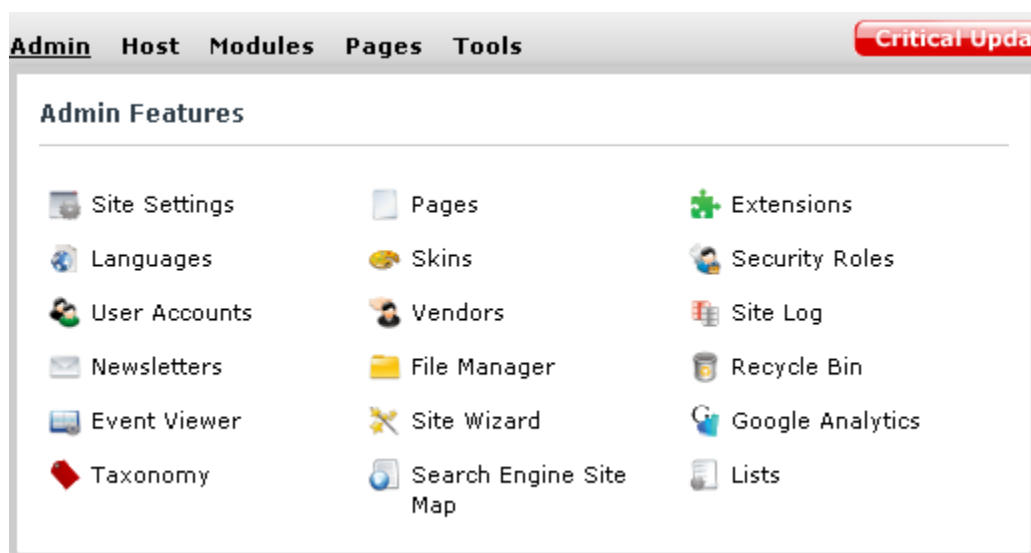 Admin Host Modules Pages Tools
Critical
Admin Features
Site Settings Pages Extensions
Languages Skins Security Roles
User Accounts Vendors Site Log
Newsletters File Manager Recycle Bin
Event Viewer Site Wizard Google Analytics
Taxonomy Search Engine Site Lists
Map